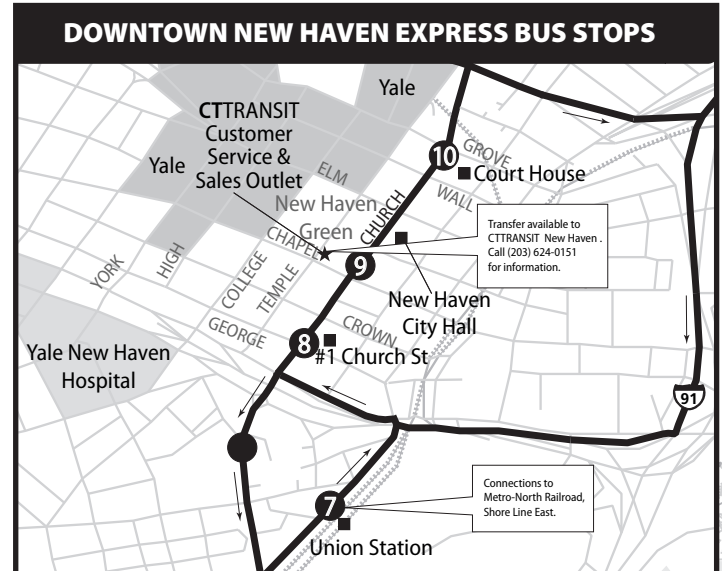 DOWNTOWN NEW HAVEN EXPRESS BUS STOPS
Yale
CTTRANSIT
Customer
Service &
Sales Outlet
Yale
10
GROVE
Court House
ELM
WALL
New Haven
Green
CHURCH
CHAPEL
Transfer available to
CTTRANSIT New Haven .
Call (203) 624-0151
for information.
HIGH
YORK
COLLEGE
TEMPLE
9
New Haven
City Hall
GEORGE
CROWN
8
#1 Church St
Yale New Haven
Hospital
91
Connections to
Metro-North Railroad,
Shore Line East.
7
Union Station